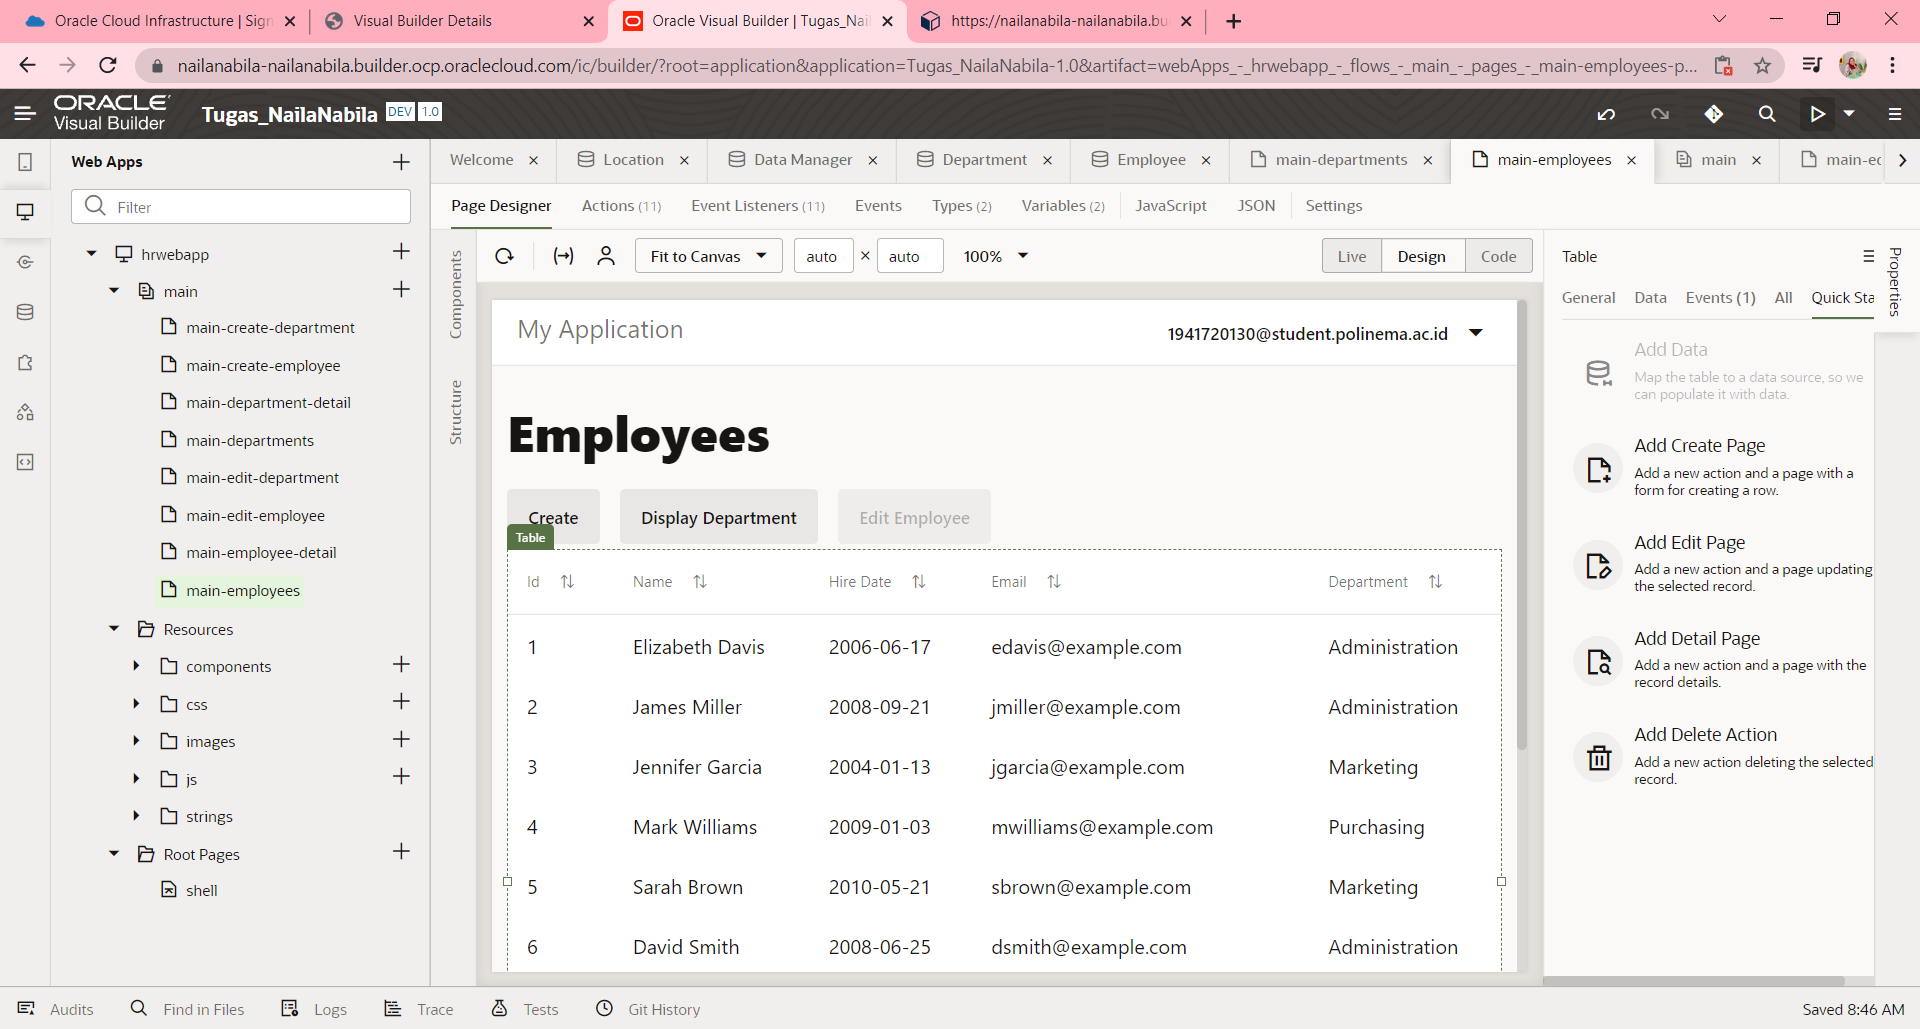 Oracle Cloud Infrastructure | Sign
Visual Builder Details
Oracle Visual Builder | Tugas_Nail
https://nailanabila-nailanabila.bu
nailanabila-nailanabila.builder.ocp.oraclecloud.com/ic/builder/?root=application&application=Tugas_NailaNabila-1.0&artifact=webApps_-_hrwebapp_-_flows_-_main_-_pages_-_main-employees-p...
ORACLE
Visual Builder
Tugas_NailaNabila DEV 1.0
Web Apps
Welcome
Location
Data Manager
Department
Employee
main-departments
main-employees
main
main-ec
Filter
Page Designer
Actions (11)
Event Listeners (11)
Events
Types (2)
Variables (2)
JavaScript
JSON
Settings
hrwebapp
main
main-create-department
main-create-employee
main-department-detail
main-departments
main-edit-department
main-edit-employee
main-employee-detail
main-employees
Resources
components
css
images
js
strings
Root Pages
shell
Components
Structure
Fit to Canvas
auto × auto
100%
Live
Design
Code
My Application
1941720130@student.polinema.ac.id
Employees
Create
Display Department
Edit Employee
Table
Id Name Hire Date Email Department
1 Elizabeth Davis 2006-06-17 edavis@example.com Administration
2 James Miller 2008-09-21 jmiller@example.com Administration
3 Jennifer Garcia 2004-01-13 jgarcia@example.com Marketing
4 Mark Williams 2009-01-03 mwilliams@example.com Purchasing
5 Sarah Brown 2010-05-21 sbrown@example.com Marketing
6 David Smith 2008-06-25 dsmith@example.com Administration
Table
Properties
General
Data
Events (1)
All
Quick Sta
Add Data
Map the table to a data source, so we
can populate it with data.
Add Create Page
Add a new action and a page with a
form for creating a row.
Add Edit Page
Add a new action and a page updating
the selected record.
Add Detail Page
Add a new action and a page with the
record details.
Add Delete Action
Add a new action deleting the selected
record.
Audits
Find in Files
Logs
Trace
Tests
Git History
Saved 8:46 AM